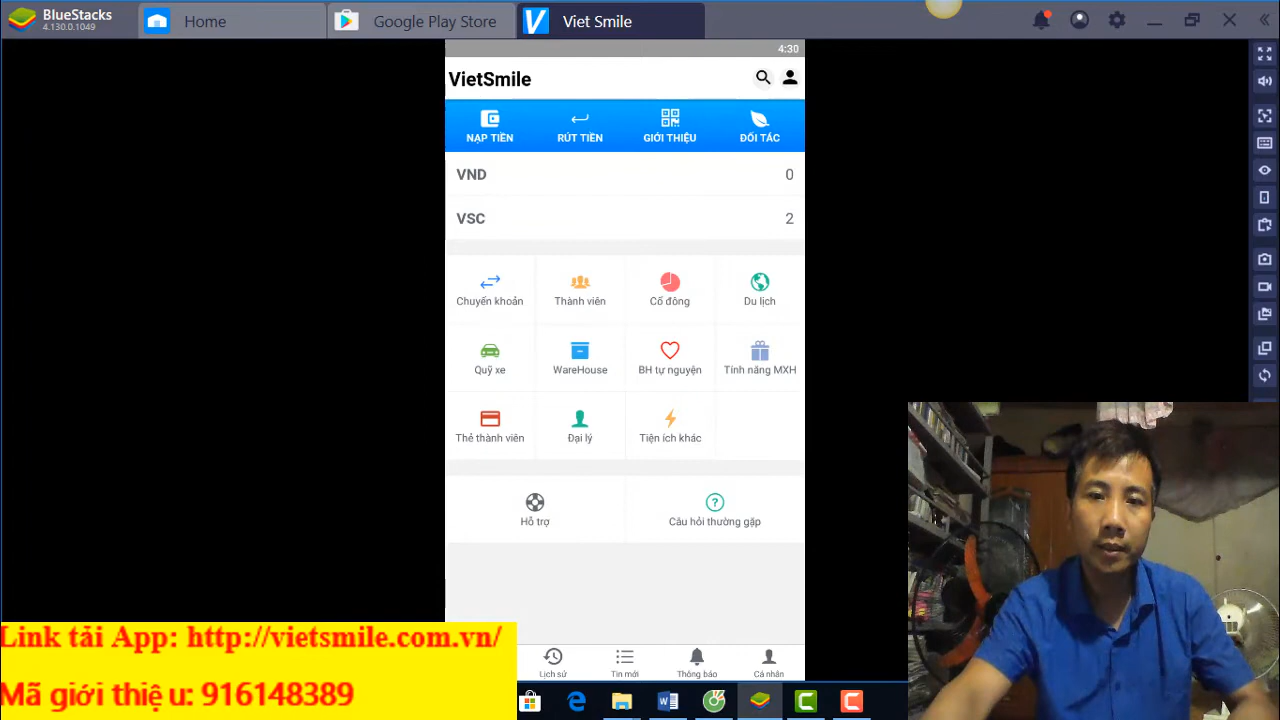 BlueStacks
4.130.0.1049
Home
Google Play Store
Viet Smile
4:30
VietSmile
NẠP TIỀN
RÚT TIỀN
GIỚI THIỆU
ĐỐI TÁC
VND 0
VSC 2
Chuyển khoản
Thành viên
Cổ đông
Du lịch
Quỹ xe
WareHouse
BH tự nguyện
Tính năng MXH
Thẻ thành viên
Đại lý
Tiện ích khác
Hỗ trợ
Câu hỏi thường gặp
Lịch sử
Tin mới
Thông báo
Cá nhân
Link tải App: http://vietsmile.com.vn/
Mã giới thiệu: 916148389